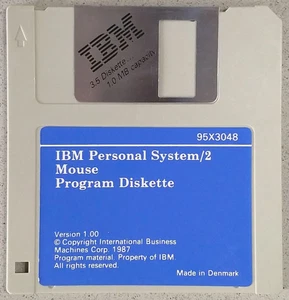 IBM
3.5 Diskette
1.0 MB capacity
95X3048
IBM Personal System/2
Mouse
Program Diskette
Version 1.00
© Copyright International Business
Machines Corp. 1987
Program material. Property of IBM.
All rights reserved.
Made in Denmark